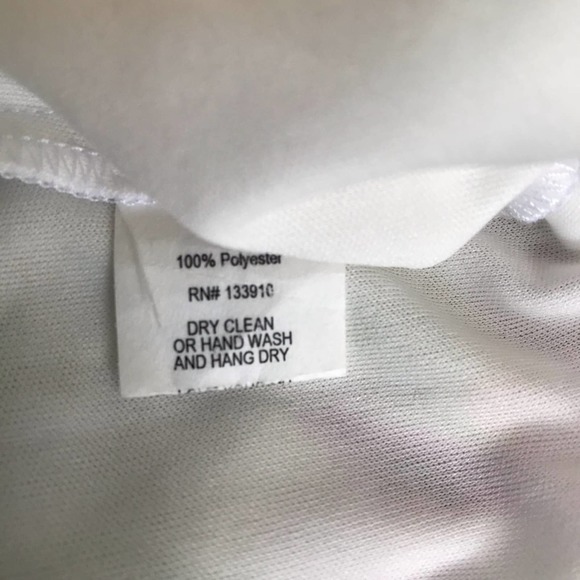 100% Polyester
RN# 133910
DRY CLEAN
OR HAND WASH
AND HANG DRY